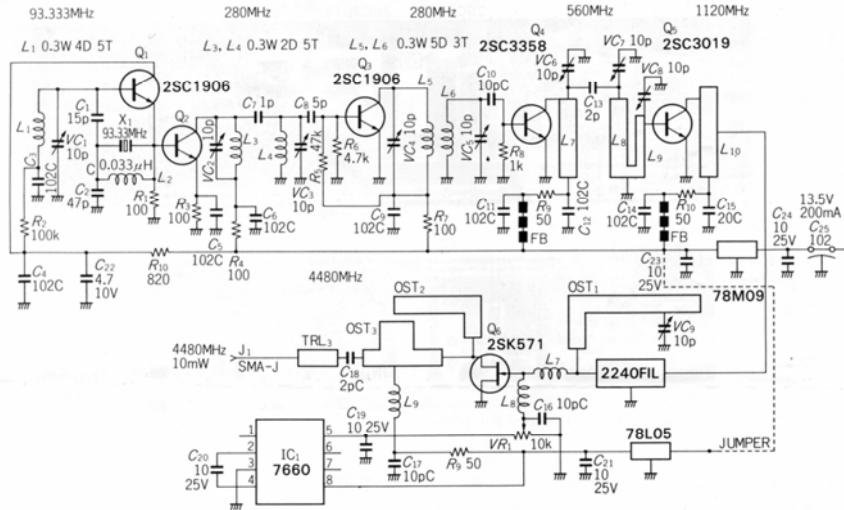 93.333MHz 280MHz 280MHz 560MHz 1120MHz
L1 0.3W 4D 5T Q1 L3, L4 0.3W 2D 5T L5, L6 0.3W 5D 3T Q4 VC7 10p Q5
2SC1906 Q3 2SC1906 2SC3358 2SC3019
VC6 10p VC8 10p
C10 10pC
C7 1p C8 5p L5 L6 C13 2p
C1 15p Q2
X1 93.33MHz
L1 VC1 10p
VC2 10p L3 L4 VC3 10p
R5 47k R6 4.7k VC4 10p VC5 10p
R8 1k L7 L8 L9 L10
C 102C C 0.033μH L2
C2 47p R1 100 R3 100
R2 100k
C5 102C R4 100 C6 102C
C9 102C R7 100
C11 102C R9 50 C12 102C FB
C14 102C R10 50 C15 20C FB
13.5V 200mA
C24 10 25V C25 102
C4 102C C22 4.7 10V R10 820
C23 10 25V 78M09
4480MHz
OST2 OST1
OST3 Q6 2SK571 VC9 10p
4480MHz 10mW J1 SMA-J TRL3 C18 2pC
L7 2240FIL
L9 L8 C16 10pC
C19 10 25V VR1 10k
78L05 JUMPER
C20 10 25V
1 5
2 IC1 6
3 7660 7
4 8
C17 10pC R9 50 C21 10 25V